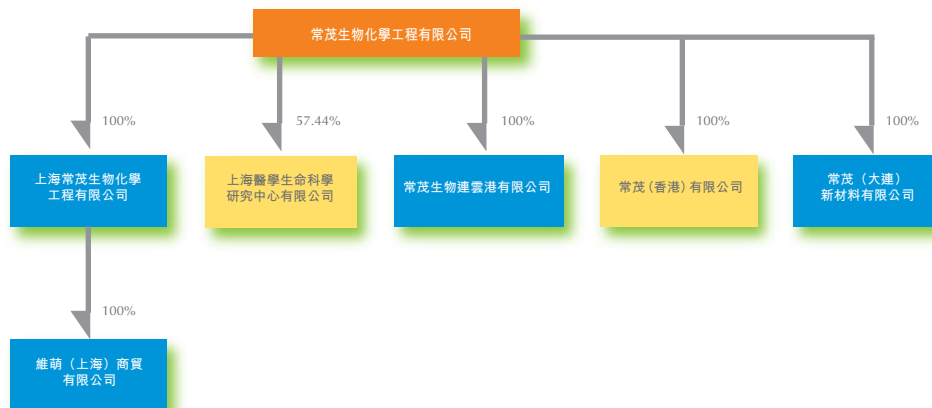 常茂生物化學工程有限公司
100%
57.44%
100%
100%
100%
上海常茂生物化學
工程有限公司
上海醫學生命科學
研究中心有限公司
常茂生物連雲港有限公司
常茂(香港)有限公司
常茂（大連）
新材料有限公司
100%
維萌（上海）商貿
有限公司